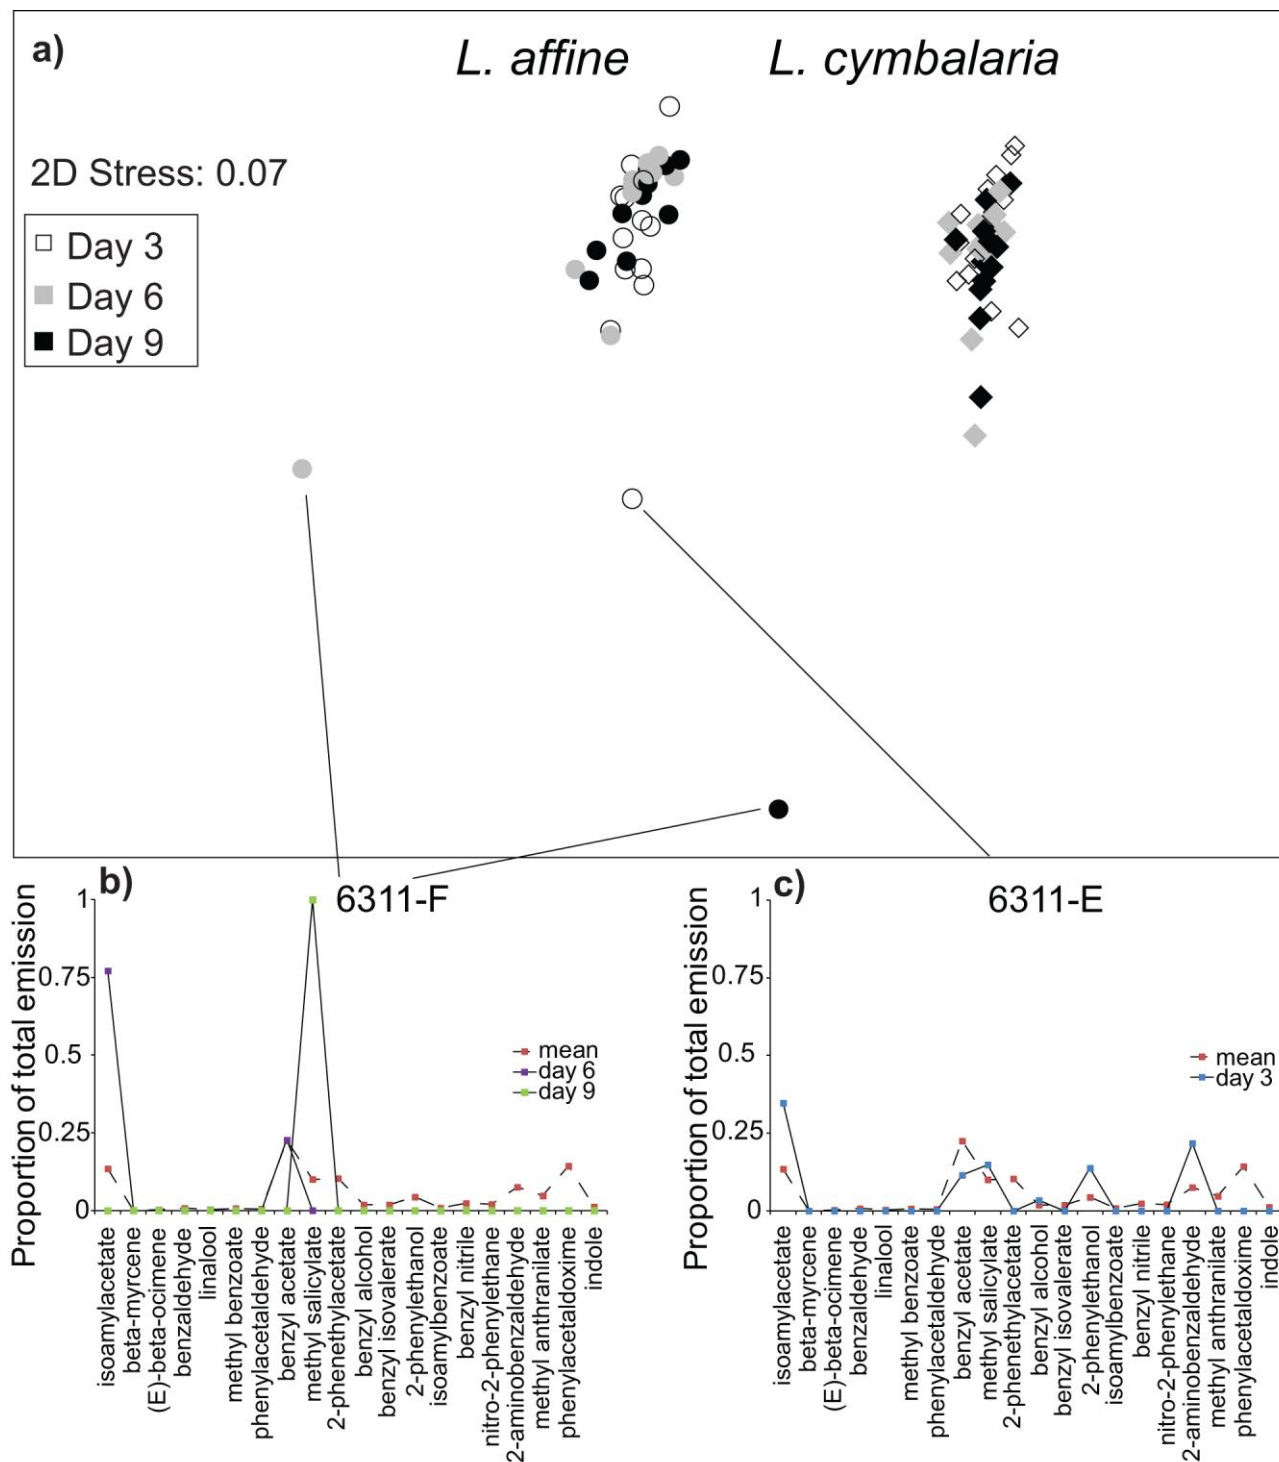 a)
L. affine
L. cymbalaria
2D Stress: 0.07
Day 3
Day 6
Day 9
b)
6311-F
Proportion of total emission
1
0.75
0.5
0.25
0
mean
day 6
day 9
isoamylacetate
beta-myrcene
(E)-beta-ocimene
benzaldehyde
linalool
methyl benzoate
phenylacetaldehyde
benzyl acetate
methyl salicylate
2-phenethylacetate
benzyl alcohol
benzyl isovalerate
2-phenylethanol
isoamylbenzoate
benzyl nitrile
nitro-2-phenylethane
2-aminobenzaldehyde
methyl anthranilate
phenylacetaldoxime
indole
c)
6311-E
Proportion of total emission
1
0.75
0.5
0.25
0
mean
day 3
isoamylacetate
beta-myrcene
(E)-beta-ocimene
benzaldehyde
linalool
methyl benzoate
phenylacetaldehyde
benzyl acetate
methyl salicylate
2-phenethylacetate
benzyl alcohol
benzyl isovalerate
2-phenylethanol
isoamylbenzoate
benzyl nitrile
nitro-2-phenylethane
2-aminobenzaldehyde
methyl anthranilate
phenylacetaldoxime
indole